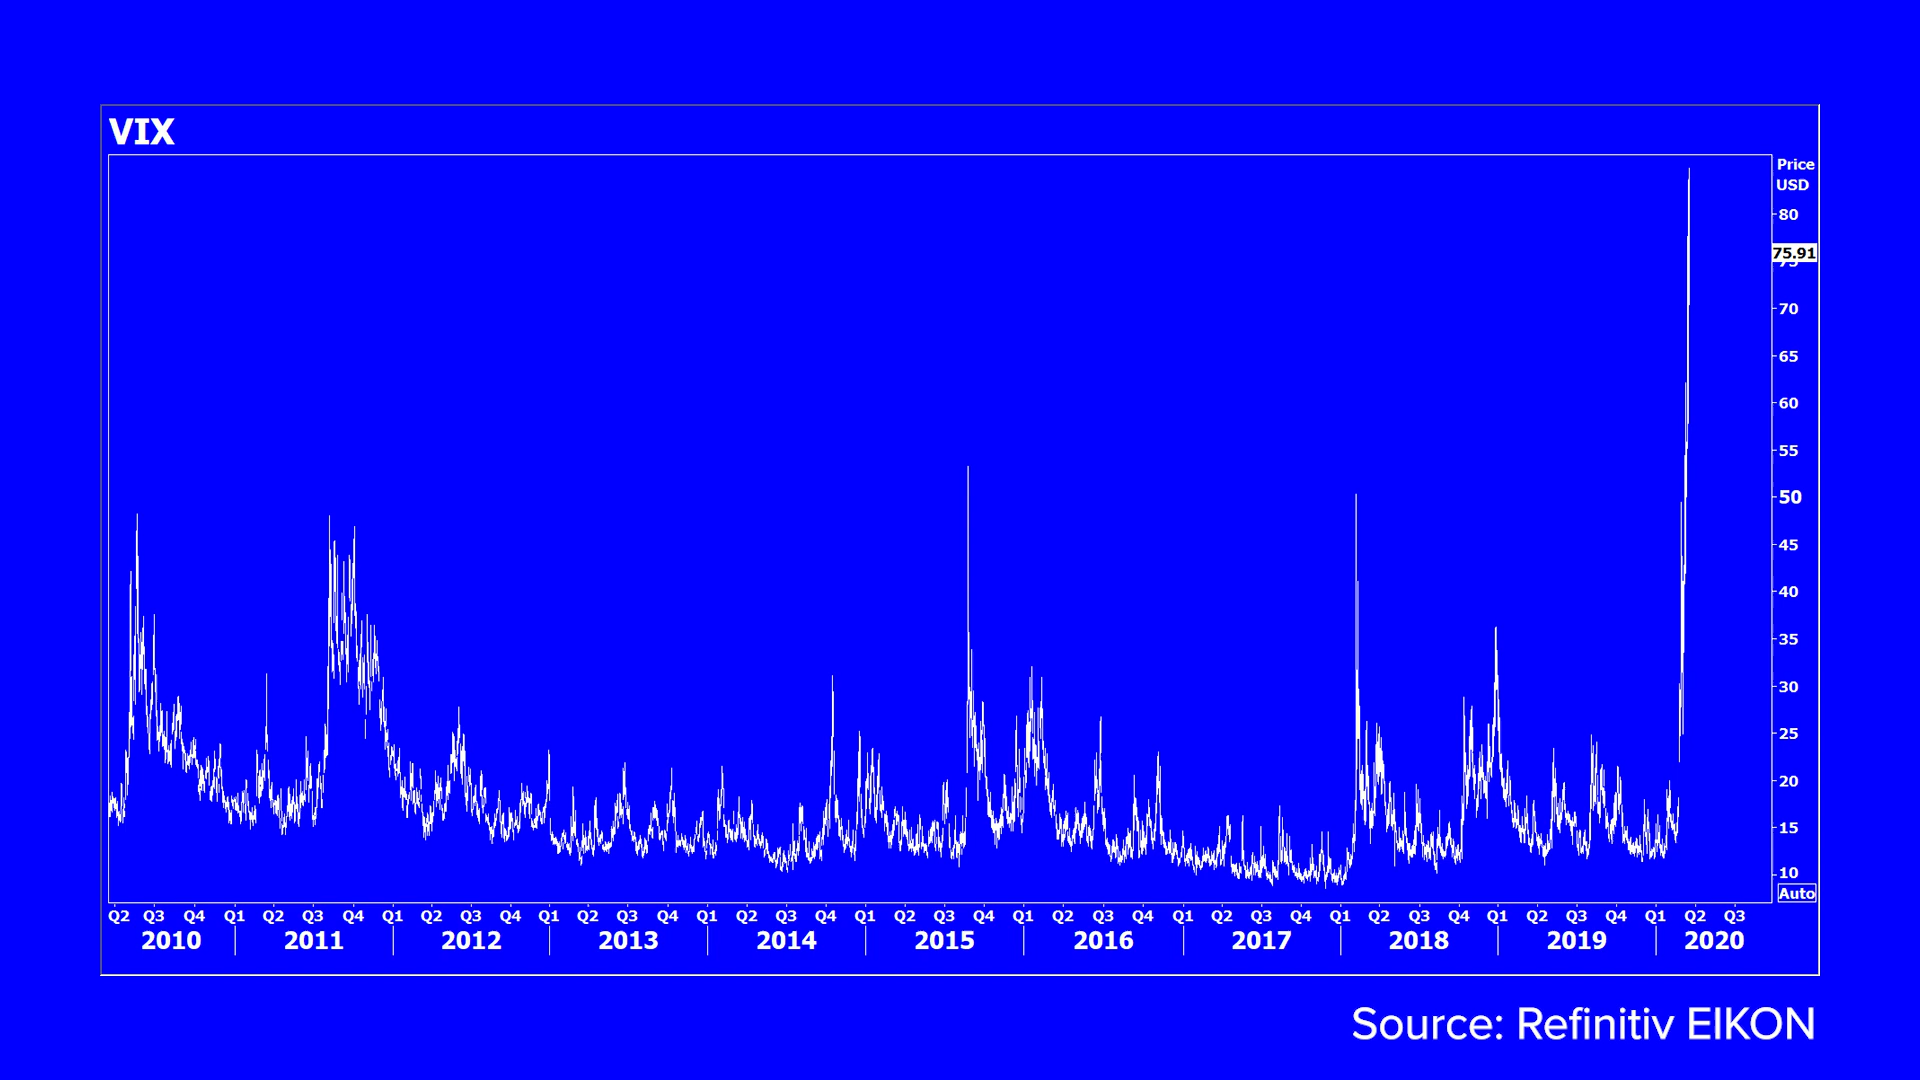 VIX
Price
USD
80
75.91
75
70
65
60
55
50
45
40
35
30
25
20
15
10
Auto
Q2 Q3 Q4 Q1 Q2 Q3 Q4 Q1 Q2 Q3 Q4 Q1 Q2 Q3 Q4 Q1 Q2 Q3 Q4 Q1 Q2 Q3 Q4 Q1 Q2 Q3 Q4 Q1 Q2 Q3 Q4 Q1 Q2 Q3 Q4 Q1 Q2 Q3 Q4 Q1 Q2 Q3
2010 2011 2012 2013 2014 2015 2016 2017 2018 2019 2020
Source: Refinitiv EIKON